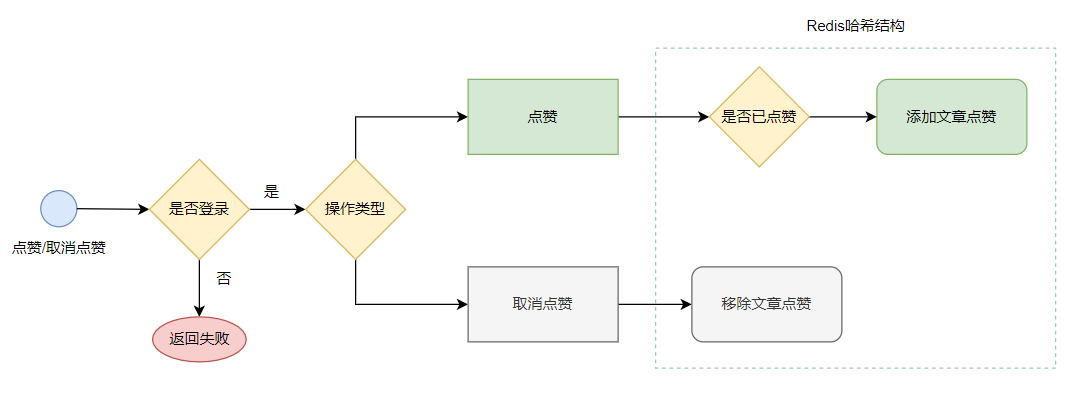 Redis哈希结构
点赞
是否已点赞
添加文章点赞
是否登录
是
操作类型
点赞/取消点赞
否
返回失败
取消点赞
移除文章点赞